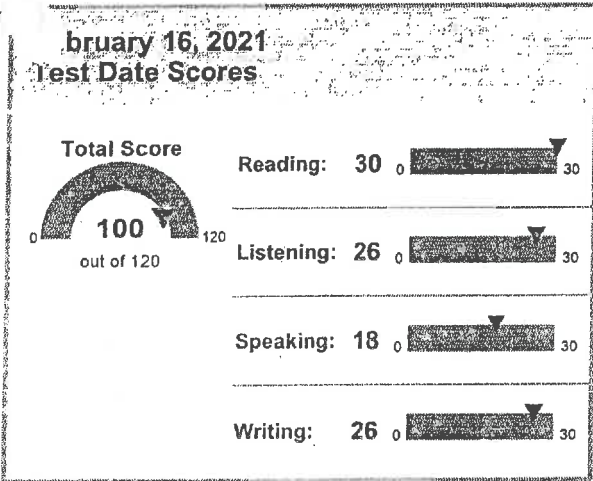 bruary 16, 2021
Test Date Scores
Total Score
0
100
120
out of 120
Reading: 30 0 30
Listening: 26 0 30
Speaking: 18 0 30
Writing: 26 0 30